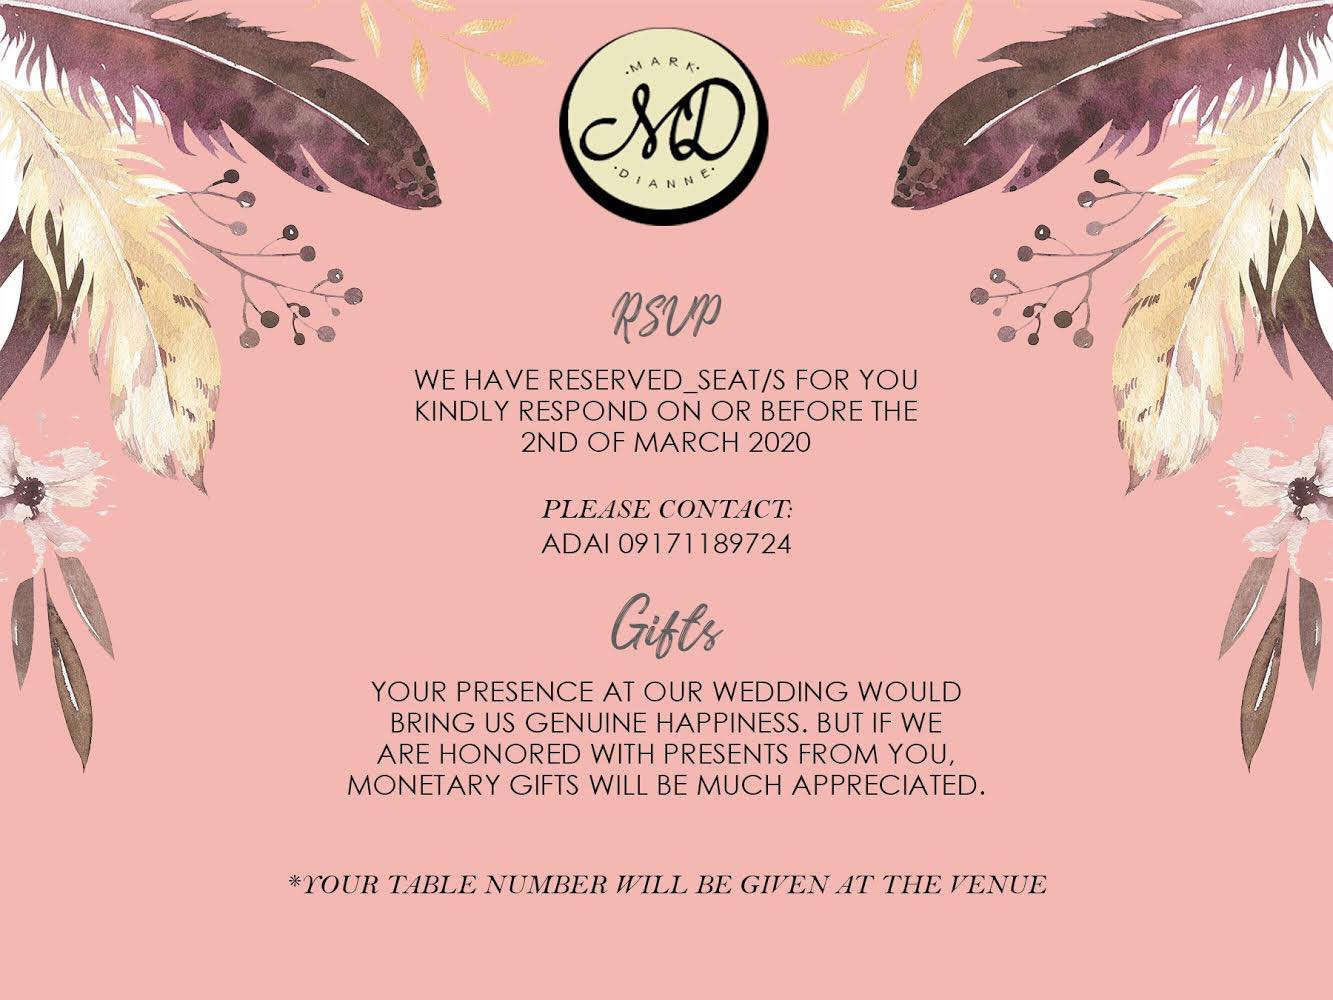 ·MARK·
MD
·DIANNE·
RSVP
WE HAVE RESERVED_SEAT/S FOR YOU
KINDLY RESPOND ON OR BEFORE THE
2ND OF MARCH 2020
PLEASE CONTACT:
ADAI 09171189724
Gifts
YOUR PRESENCE AT OUR WEDDING WOULD
BRING US GENUINE HAPPINESS. BUT IF WE
ARE HONORED WITH PRESENTS FROM YOU,
MONETARY GIFTS WILL BE MUCH APPRECIATED.
*YOUR TABLE NUMBER WILL BE GIVEN AT THE VENUE